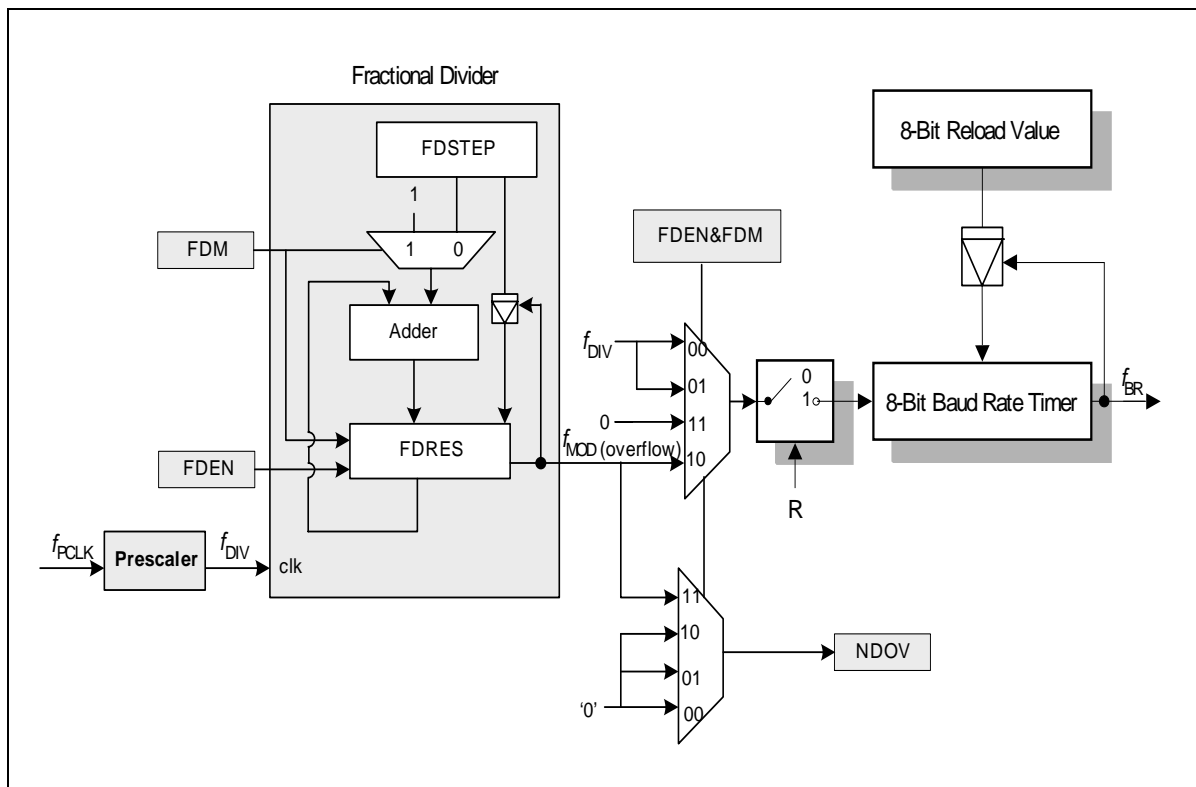 Fractional Divider
8-Bit Reload Value
FDSTEP
1
FDM
1 0
FDEN&FDM
Adder
fDIV
00
01
0
11
10
0
1
8-Bit Baud Rate Timer
fBR
FDEN
FDRES
fMOD (overflow)
R
fPCLK
Prescaler
fDIV
clk
11
10
01
00
'0'
NDOV